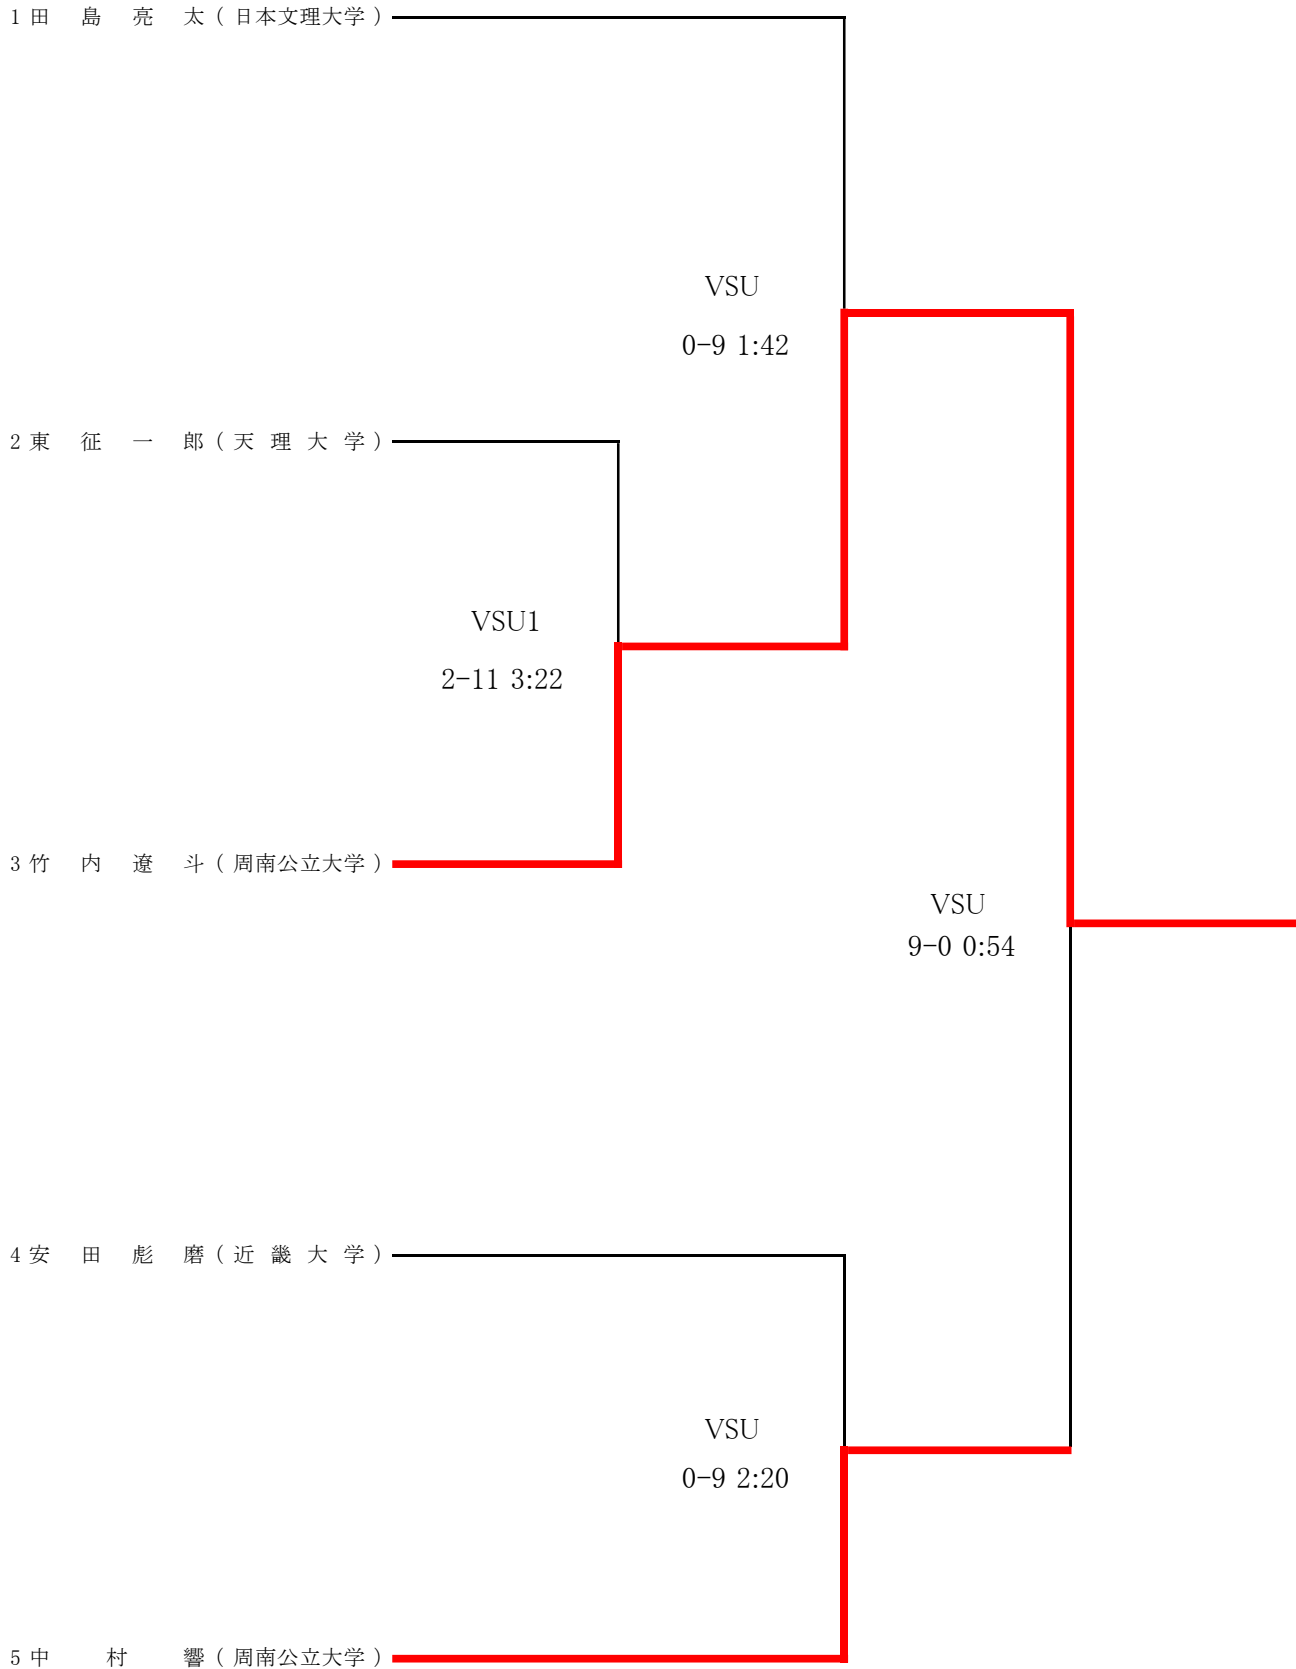 1 田 島 亮 太 ( 日本文理大学 )
VSU
0-9 1:42
2 東 征 一 郎 ( 天 理 大 学 )
VSU1
2-11 3:22
3 竹 内 遼 斗 ( 周南公立大学 )
VSU
9-0 0:54
4 安 田 彪 磨 ( 近 畿 大 学 )
VSU
0-9 2:20
5 中 村 響 ( 周南公立大学 )